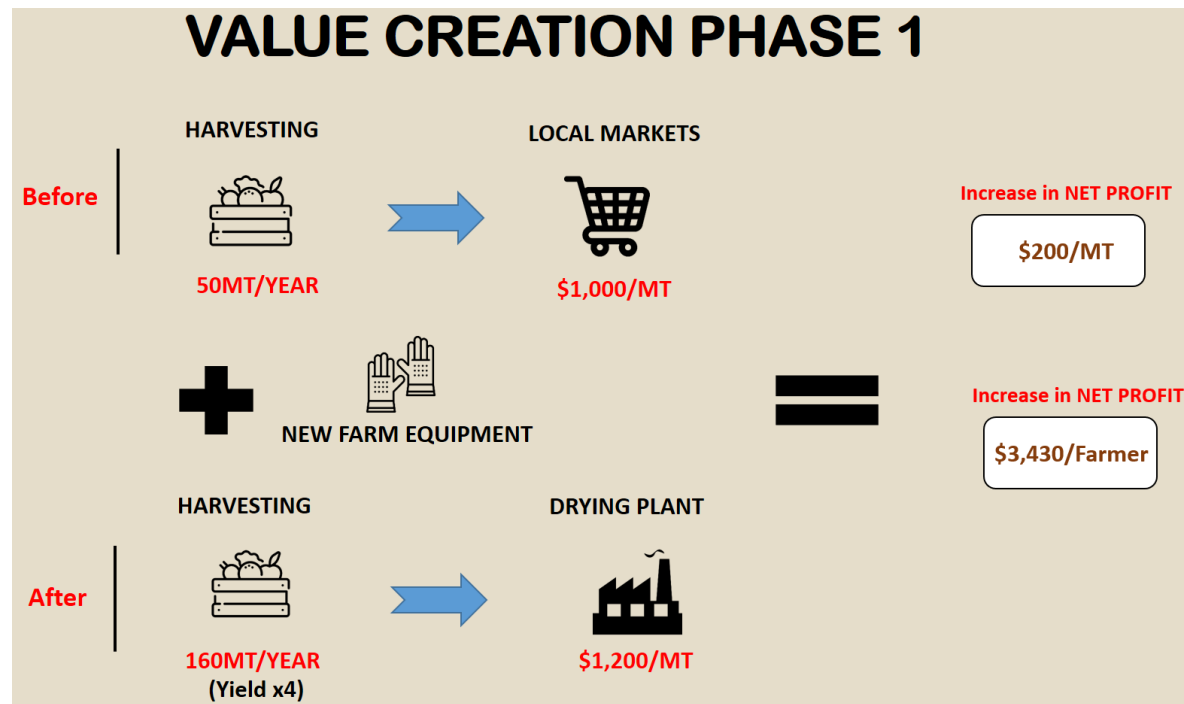 VALUE CREATION PHASE 1
HARVESTING
LOCAL MARKETS
Before
50MT/YEAR
$1,000/MT
Increase in NET PROFIT
$200/MT
NEW FARM EQUIPMENT
Increase in NET PROFIT
$3,430/Farmer
HARVESTING
DRYING PLANT
After
160MT/YEAR
(Yield x4)
$1,200/MT